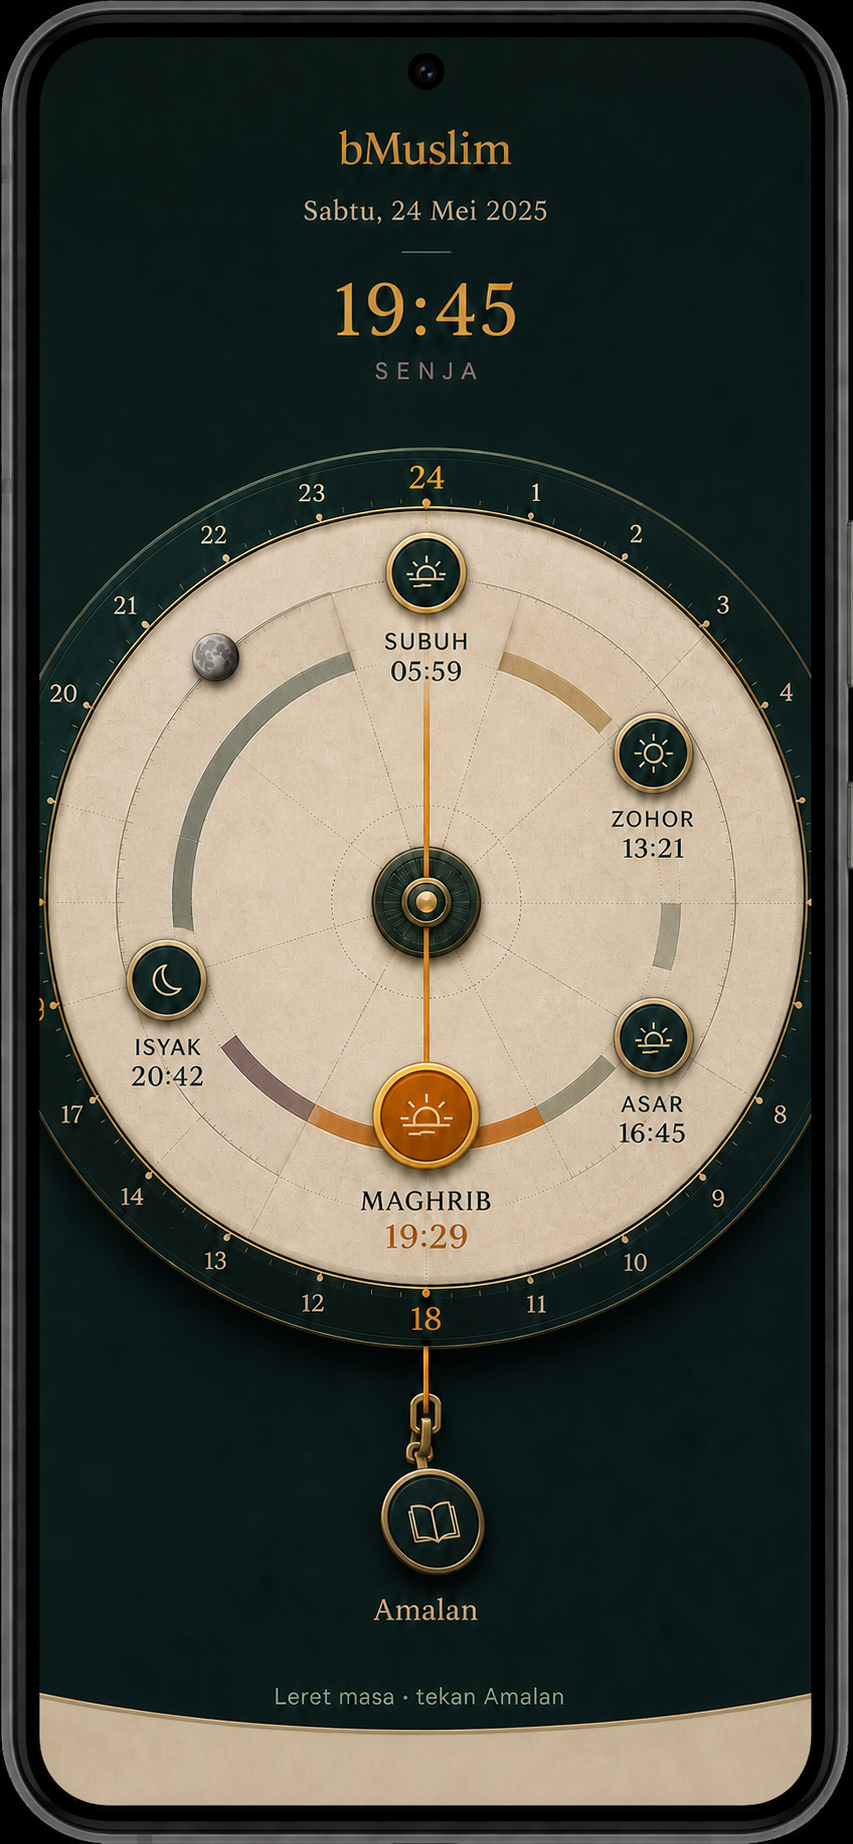 bMuslim
Sabtu, 24 Mei 2025
19:45
SENJA
24
23
1
22
2
21
3
20
4
SUBUH
05:59
ZOHOR
13:21
ISYAK
20:42
ASAR
16:45
MAGHRIB
19:29
17
8
14
9
13
10
12
11
18
Amalan
Leret masa · tekan Amalan